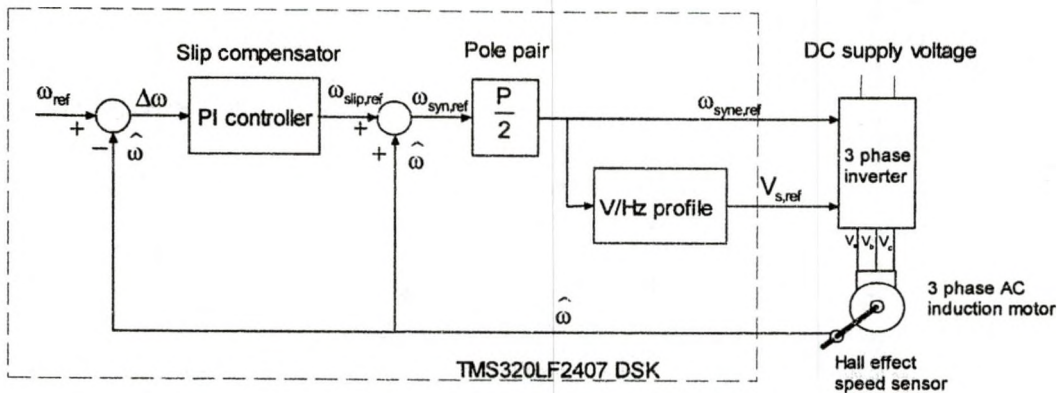 Slip compensator
Pole pair
DC supply voltage
ω_ref
+
−
ω̂
Δω
PI controller
ω_slip,ref
+
+
ω̂
ω_syn,ref
P
2
ω_syne,ref
V/Hz profile
V_s,ref
3 phase
inverter
V_a V_b V_c
3 phase AC
induction motor
ω̂
Hall effect
speed sensor
TMS320LF2407 DSK